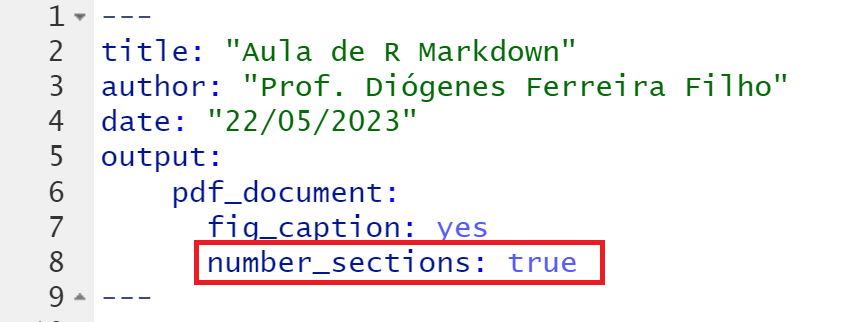 1 ---
2 title: "Aula de R Markdown"
3 author: "Prof. Diógenes Ferreira Filho"
4 date: "22/05/2023"
5 output:
6 pdf_document:
7 fig_caption: yes
8 number_sections: true
9 ---